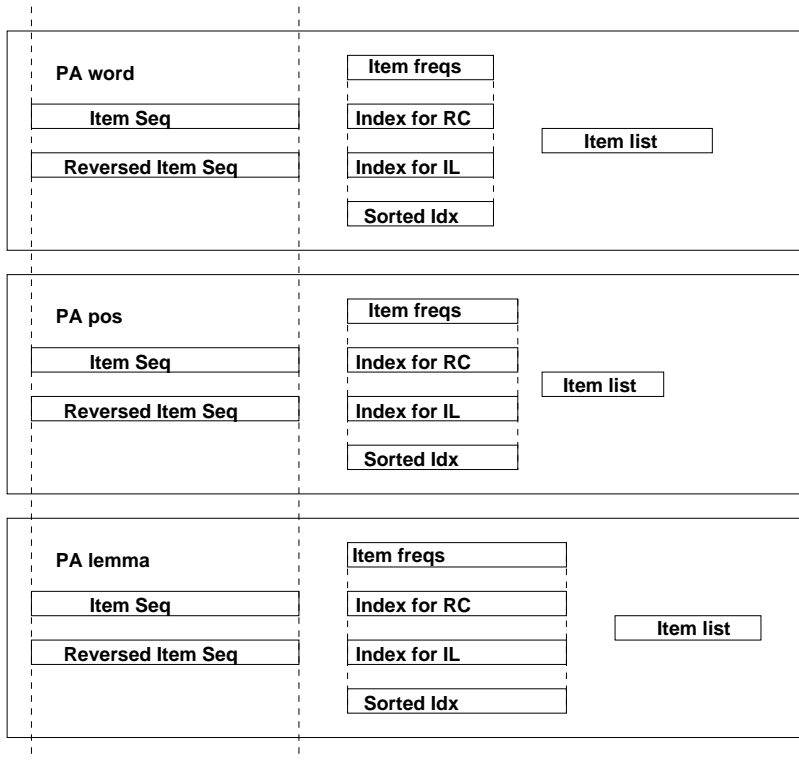 PA word
Item freqs
Item Seq
Index for RC
Item list
Reversed Item Seq
Index for IL
Sorted Idx
PA pos
Item freqs
Item Seq
Index for RC
Item list
Reversed Item Seq
Index for IL
Sorted Idx
PA lemma
Item freqs
Item Seq
Index for RC
Item list
Reversed Item Seq
Index for IL
Sorted Idx